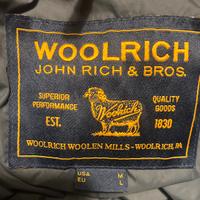 WOOLRICH
JOHN RICH & BROS.
SUPERIOR PERFORMANCE
QUALITY GOODS
Woolrich
EST.
1830
WOOLRICH WOOLEN MILLS - WOOLRICH, PA
USA M
EU L